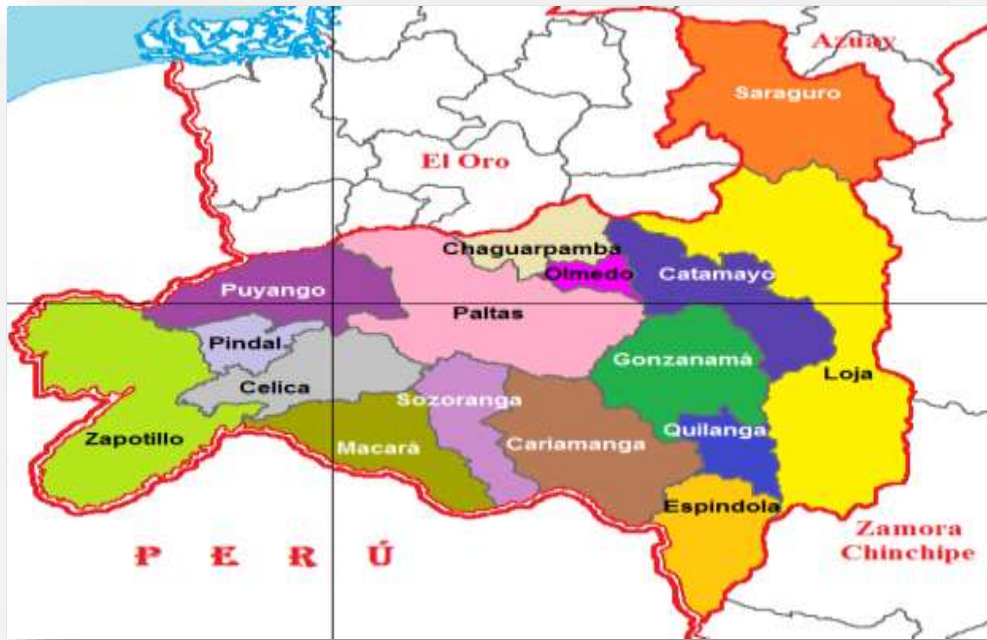 Azuay
Saraguro
El Oro
Chaguarpamba
Olmedo
Catamayo
Puyango
Paltas
Pindal
Gonzanamá
Loja
Celica
Sozoranga
Zapotillo
Macará
Cariamanga
Quilanga
Espindola
Zamora
Chinchipe
P E R Ú